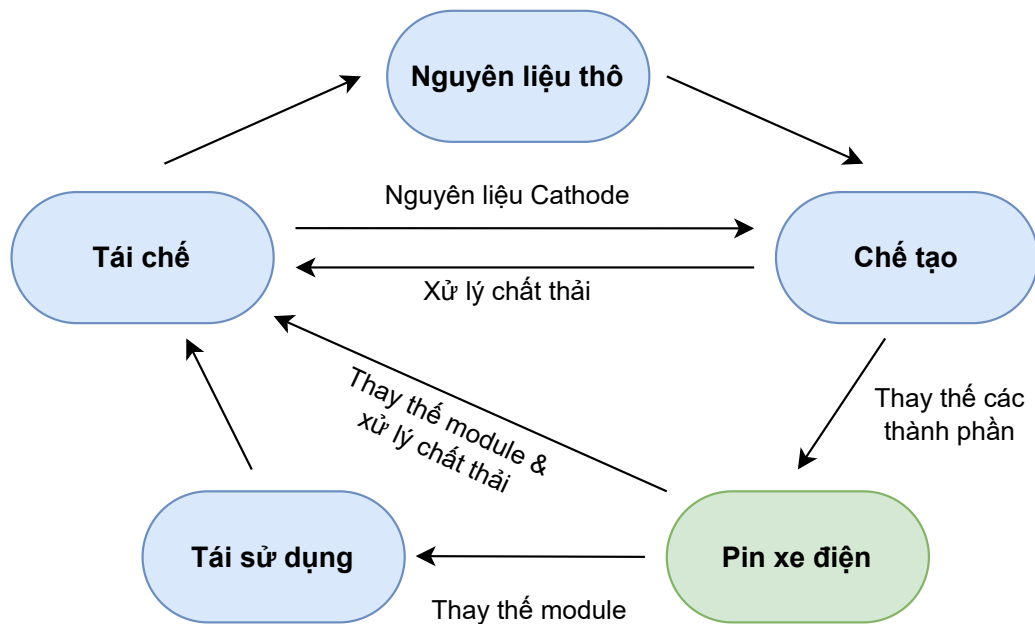 Nguyên liệu thô
Nguyên liệu Cathode
Tái chế
Chế tạo
Xử lý chất thải
Thay thế module &
xử lý chất thải
Thay thế các
thành phần
Tái sử dụng
Pin xe điện
Thay thế module